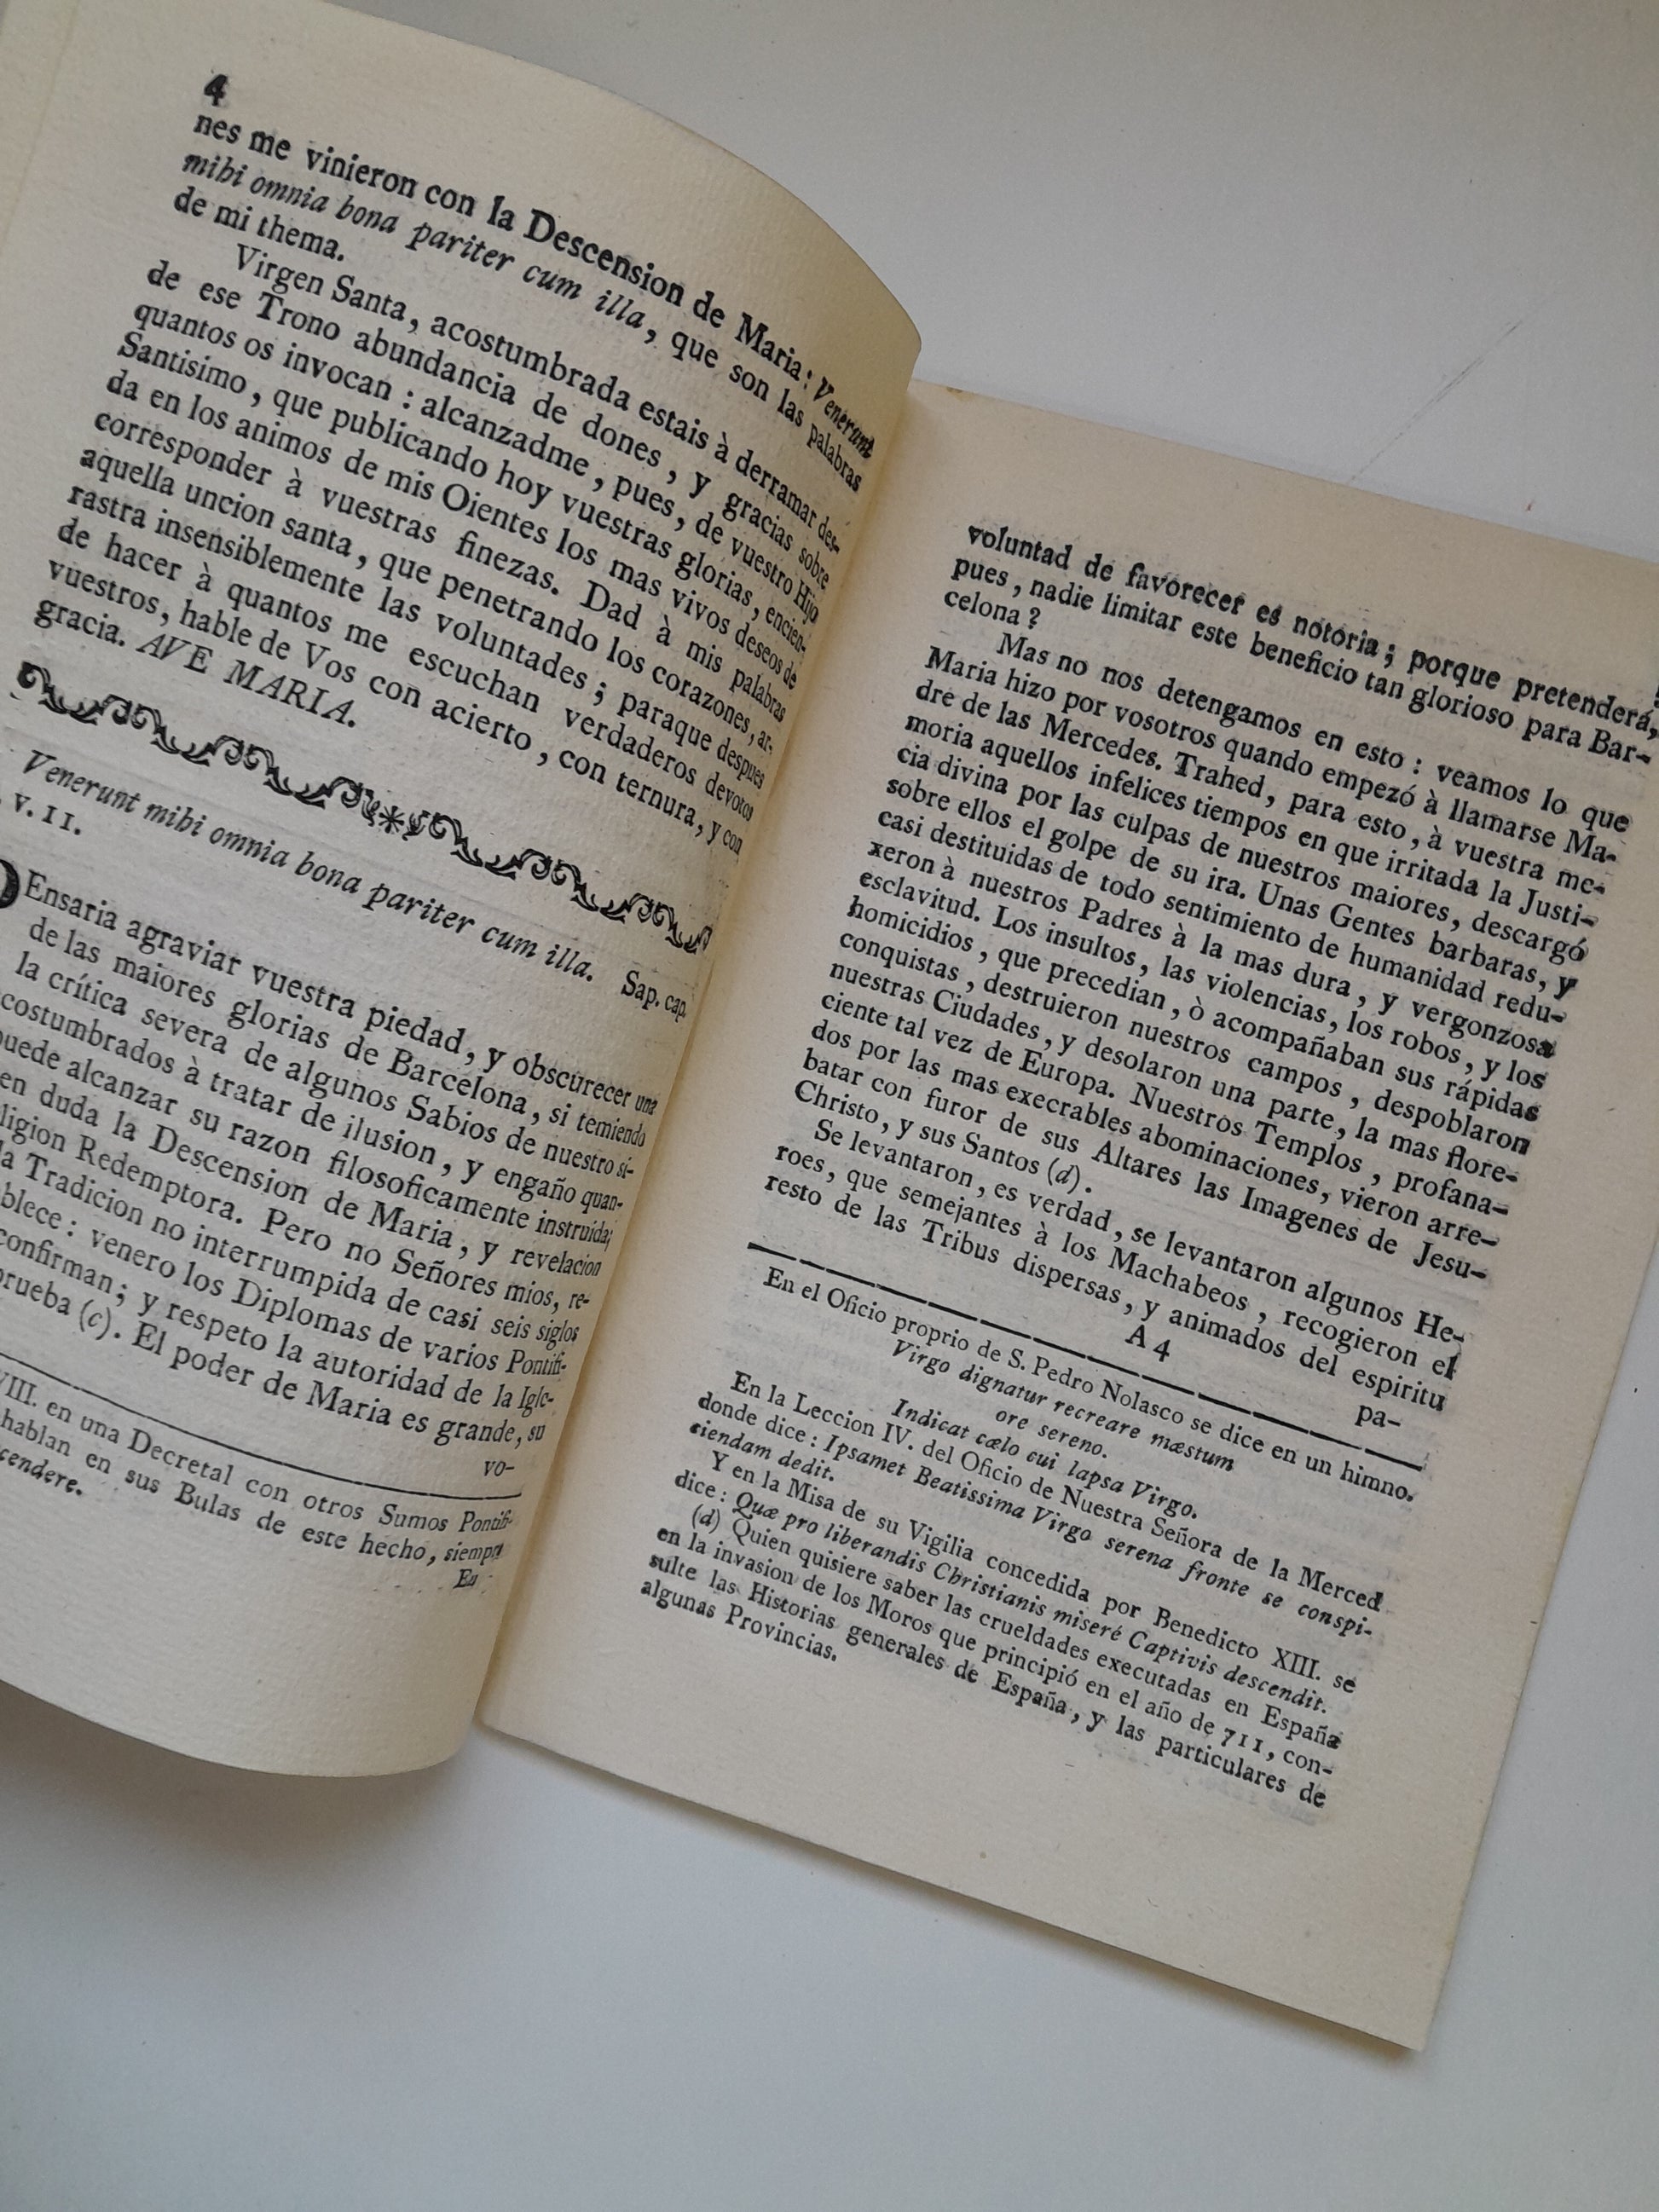 4
nes me vinieron con la Descension de Maria: Venerunt
mihi omnia bona pariter cum illa, que son las palabras
de mi thema.
Virgen Santa, acostumbrada estais à derramar des-
de ese Trono abundancia de dones, y gracias sobre
quantos os invocan: alcanzadme, pues, de vuestro Hijo
Santisimo, que publicando hoy vuestras glorias, encien-
da en los animos de mis Oientes los mas vivos deseos de
corresponder à vuestras finezas. Dad à mis palabras
aquella uncion santa, que penetrando los corazones, ar-
rastra insensiblemente las voluntades; paraque despues
de hacer à quantos me escuchan verdaderos devotos
vuestros, hable de Vos con acierto, con ternura, y con
gracia. AVE MARIA.
Venerunt mihi omnia bona pariter cum illa. Sap. cap.
v. 11.
Ensaria agraviar vuestra piedad, y obscurecer una
de las maiores glorias de Barcelona, si temiendo
la crítica severa de algunos Sabios de nuestro si-
costumbrados à tratar de ilusion, y engaño quan-
puede alcanzar su razon filosoficamente instruida;
en duda la Descension de Maria, y revelacion
ligion Redemptora. Pero no Señores mios, re-
la Tradicion no interrumpida de casi seis siglos
blece: venero los Diplomas de varios Pontifi-
confirman; y respeto la autoridad de la Igle-
prueba (c). El poder de Maria es grande, su
vo-
VIII. en una Decretal con otros Sumos Pontifi-
hablan en sus Bulas de este hecho, siempre
cendere.
En
voluntad de favorecer es notoria; porque pretenderá,
pues, nadie limitar este beneficio tan glorioso para Bar-
celona?
Mas no nos detengamos en esto: veamos lo que
Maria hizo por vosotros quando empezó à llamarse Ma-
dre de las Mercedes. Trahed, para esto, à vuestra me-
moria aquellos infelices tiempos en que irritada la Justi-
cia divina por las culpas de nuestros maiores, descargó
sobre ellos el golpe de su ira. Unas Gentes barbaras, y
casi destituidas de todo sentimiento de humanidad redu-
xeron à nuestros Padres à la mas dura, y vergonzosa
esclavitud. Los insultos, las violencias, los robos, y los
homicidios, que precedian, ò acompañaban sus rápidas
conquistas, destruieron nuestros campos, despoblaron
nuestras Ciudades, y desolaron una parte, la mas flore-
ciente tal vez de Europa. Nuestros Templos, profana-
dos por las mas execrables abominaciones, vieron arre-
batar con furor de sus Altares las Imagenes de Jesu-
Christo, y sus Santos (d).
Se levantaron, es verdad, se levantaron algunos He-
roes, que semejantes à los Machabeos, recogieron el
resto de las Tribus dispersas, y animados del espiritu
A 4
pa-
En el Oficio proprio de S. Pedro Nolasco se dice en un himno.
Virgo dignatur recreare mæstum
ore sereno.
Indicat cælo cui lapsa Virgo.
En la Leccion IV. del Oficio de Nuestra Señora de la Merced
donde dice: Ipsamet Beatissima Virgo serena fronte se conspi-
ciendam dedit.
Y en la Misa de su Vigilia concedida por Benedicto XIII. se
dice: Quæ pro liberandis Christianis miseré Captivis descendit.
(d) Quien quisiere saber las crueldades executadas en España
en la invasion de los Moros que principió en el año de 711, con-
sulte las Historias generales de España, y las particulares de
algunas Provincias.